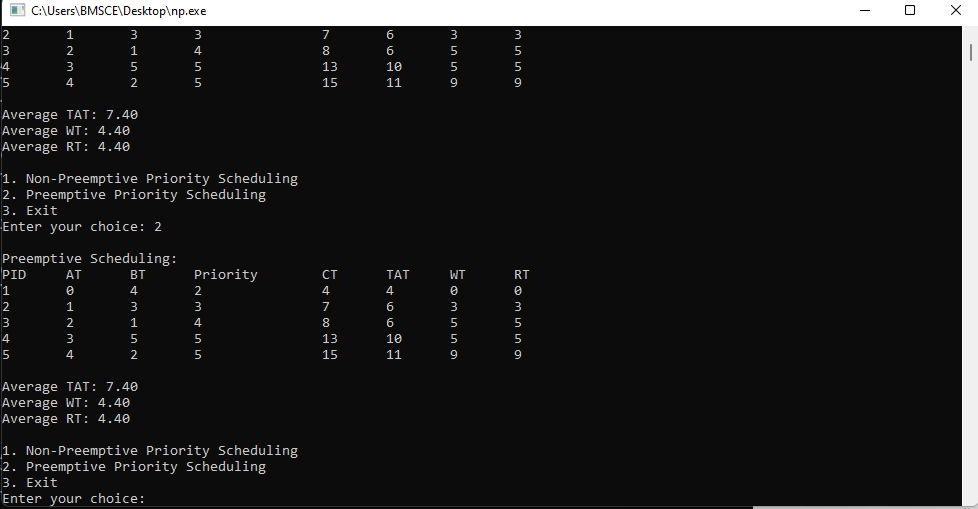 C:\Users\BMSCE\Desktop\np.exe
2 1 3 3 7 6 3 3
3 2 1 4 8 6 5 5
4 3 5 5 13 10 5 5
5 4 2 5 15 11 9 9
Average TAT: 7.40
Average WT: 4.40
Average RT: 4.40
1. Non-Preemptive Priority Scheduling
2. Preemptive Priority Scheduling
3. Exit
Enter your choice: 2
Preemptive Scheduling:
PID AT BT Priority CT TAT WT RT
1 0 4 2 4 4 0 0
2 1 3 3 7 6 3 3
3 2 1 4 8 6 5 5
4 3 5 5 13 10 5 5
5 4 2 5 15 11 9 9
Average TAT: 7.40
Average WT: 4.40
Average RT: 4.40
1. Non-Preemptive Priority Scheduling
2. Preemptive Priority Scheduling
3. Exit
Enter your choice: